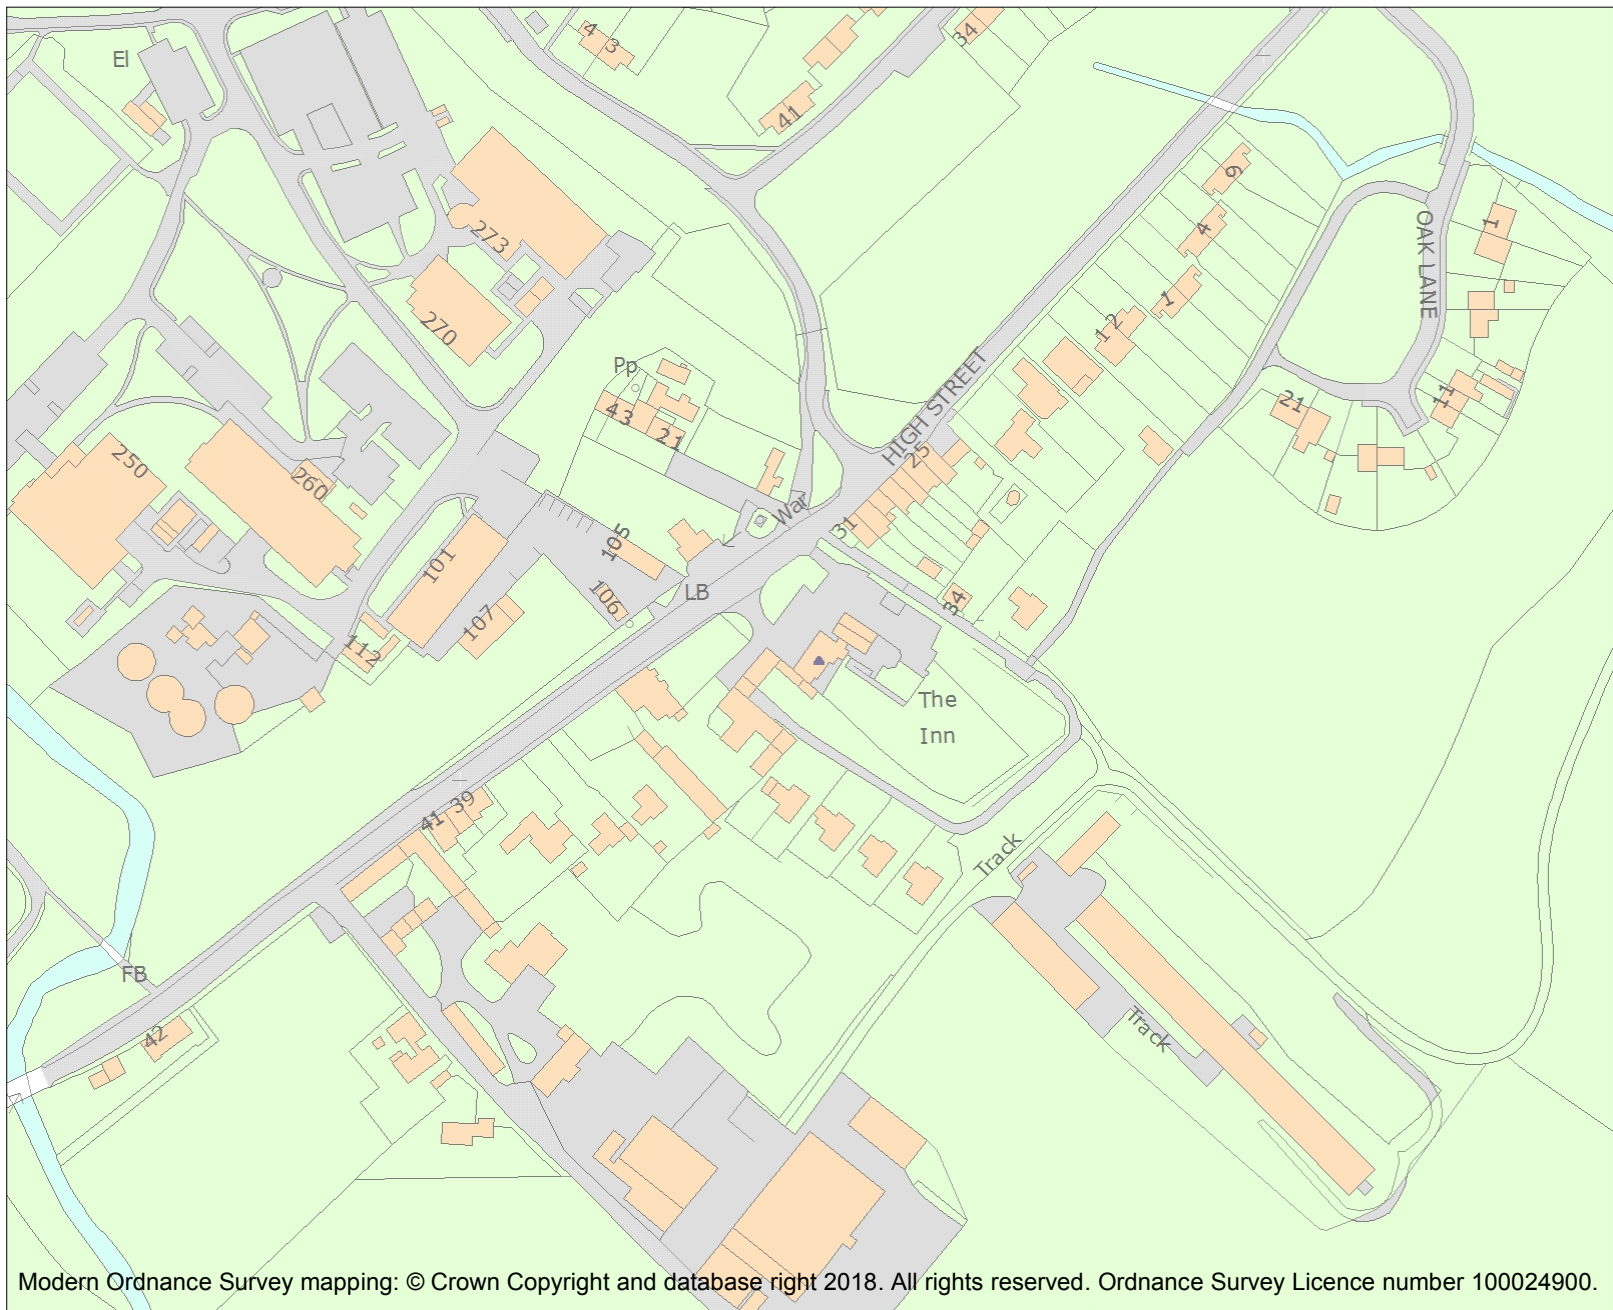 El
4 3
34
41
9
4
1
OAK LANE
1
273
270
1 2
HIGH STREET
Pp
43
21
21
11
25
250
260
War
31
105
101
LB
106
34
107
112
The
Inn
41 39
Track
FB
42
Track
Modern Ordnance Survey mapping: © Crown Copyright and database right 2018. All rights reserved. Ordnance Survey Licence number 100024900.